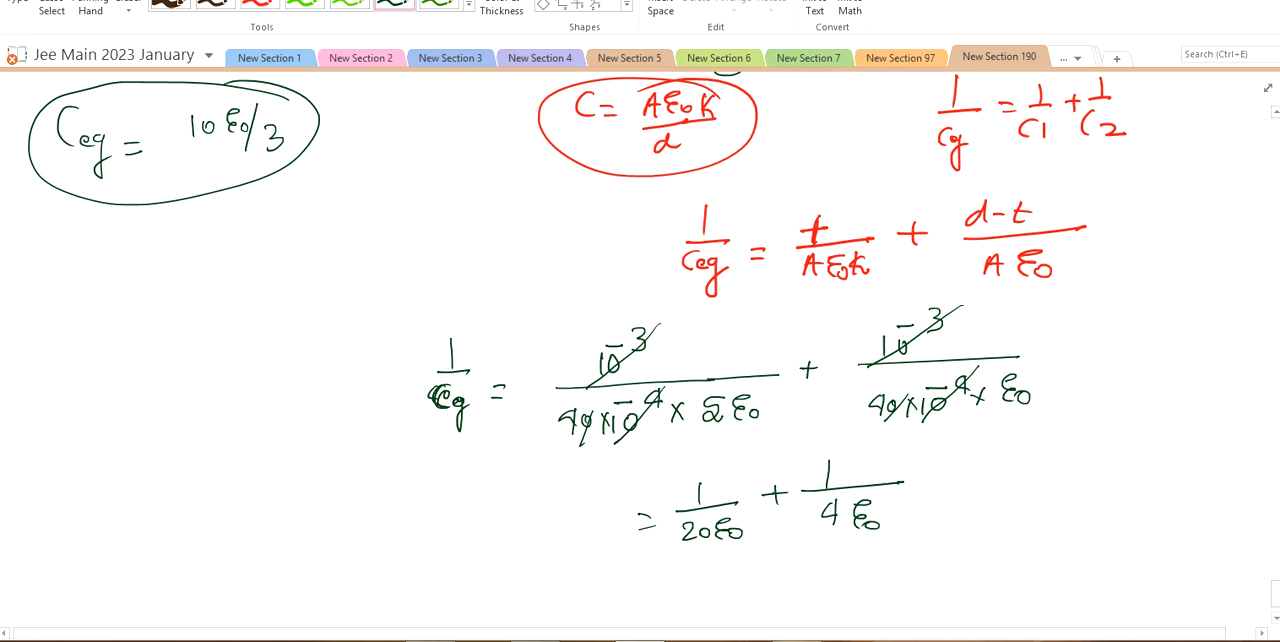 Select Hand Thickness Space Text Math
Tools Shapes Edit Convert
Jee Main 2023 January New Section 1 New Section 2 New Section 3 New Section 4 New Section 5 New Section 6 New Section 7 New Section 97 New Section 190 ... + Search (Ctrl+E)
Ceq = 10 ε0/3 C = Aε0K/d 1/Cq = 1/C1 + 1/C2
1/Ceq = t/Aε0K + d-t/Aε0
1/Cq = 10^-3/40×10^-4 × 5ε0 + 10^-3/40×10^-4 × ε0
= 1/20ε0 + 1/4ε0